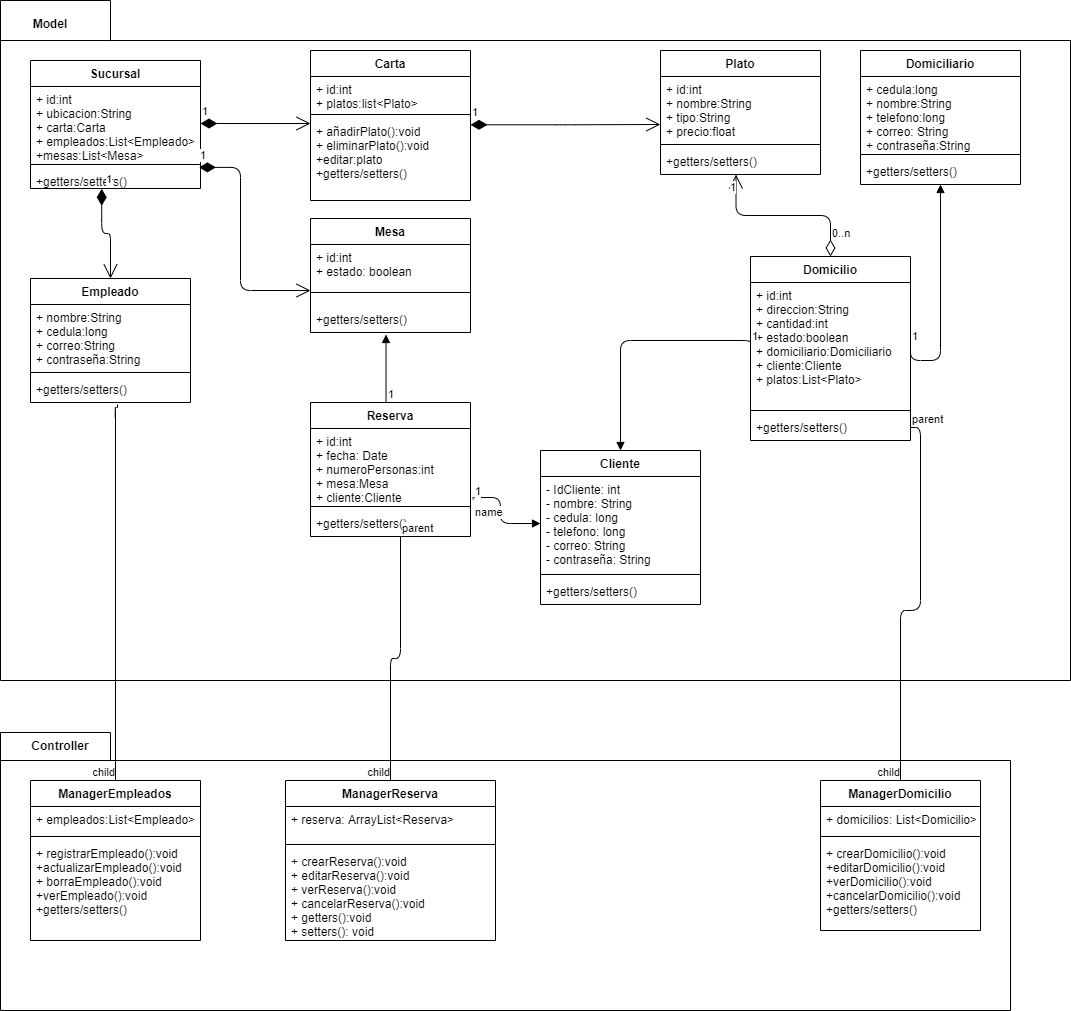 Model
Sucursal
+ id:int
+ ubicacion:String
+ carta:Carta
+ empleados:List<Empleado>
+mesas:List<Mesa>
+getters/setters()
1
1
1
Carta
+ id:int
+ platos:list<Plato>
+ añadirPlato():void
+ eliminarPlato():void
+editar:plato
+getters/setters()
1
Plato
+ id:int
+ nombre:String
+ tipo:String
+ precio:float
+getters/setters()
1
Domiciliario
+ cedula:long
+ nombre:String
+ telefono:long
+ correo: String
+ contraseña:String
+getters/setters()
Mesa
+ id:int
+ estado: boolean
+getters/setters()
0..n
Domicilio
+ id:int
+ direccion:String
+ cantidad:int
+ estado:boolean
+ domiciliario:Domiciliario
+ cliente:Cliente
+ platos:List<Plato>
+getters/setters()
1
1
parent
Empleado
+ nombre:String
+ cedula:long
+ correo:String
+ contraseña:String
+getters/setters()
1
Reserva
+ id:int
+ fecha: Date
+ numeroPersonas:int
+ mesa:Mesa
+ cliente:Cliente
+getters/setters()
parent
1
name
Cliente
- IdCliente: int
- nombre: String
- cedula: long
- telefono: long
- correo: String
- contraseña: String
+getters/setters()
Controller
child
ManagerEmpleados
+ empleados:List<Empleado>
+ registrarEmpleado():void
+actualizarEmpleado():void
+ borraEmpleado():void
+verEmpleado():void
+getters/setters()
child
ManagerReserva
+ reserva: ArrayList<Reserva>
+ crearReserva():void
+ editarReserva():void
+ verReserva():void
+ cancelarReserva():void
+ getters():void
+ setters(): void
child
ManagerDomicilio
+ domicilios: List<Domicilio>
+ crearDomicilio():void
+editarDomicilio():void
+verDomicilio():void
+cancelarDomicilio():void
+getters/setters()